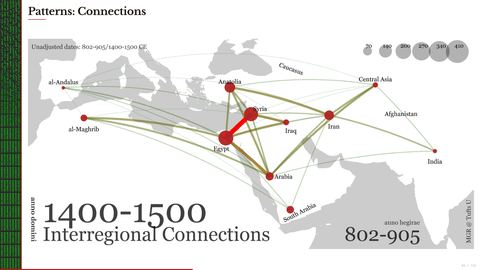 Patterns: Connections
Unadjusted dates: 802-905/1400-1500 CE
20 110 200 270 340 410
Caucasus
al-Andalus
Anatolia
Central Asia
Syria
Afghanistan
al-Maghrib
Iraq
Iran
Egypt
India
Arabia
South Arabia
anno domini
1400-1500
Interregional Connections
anno hegirae
802-905
MGR @ Tufts U